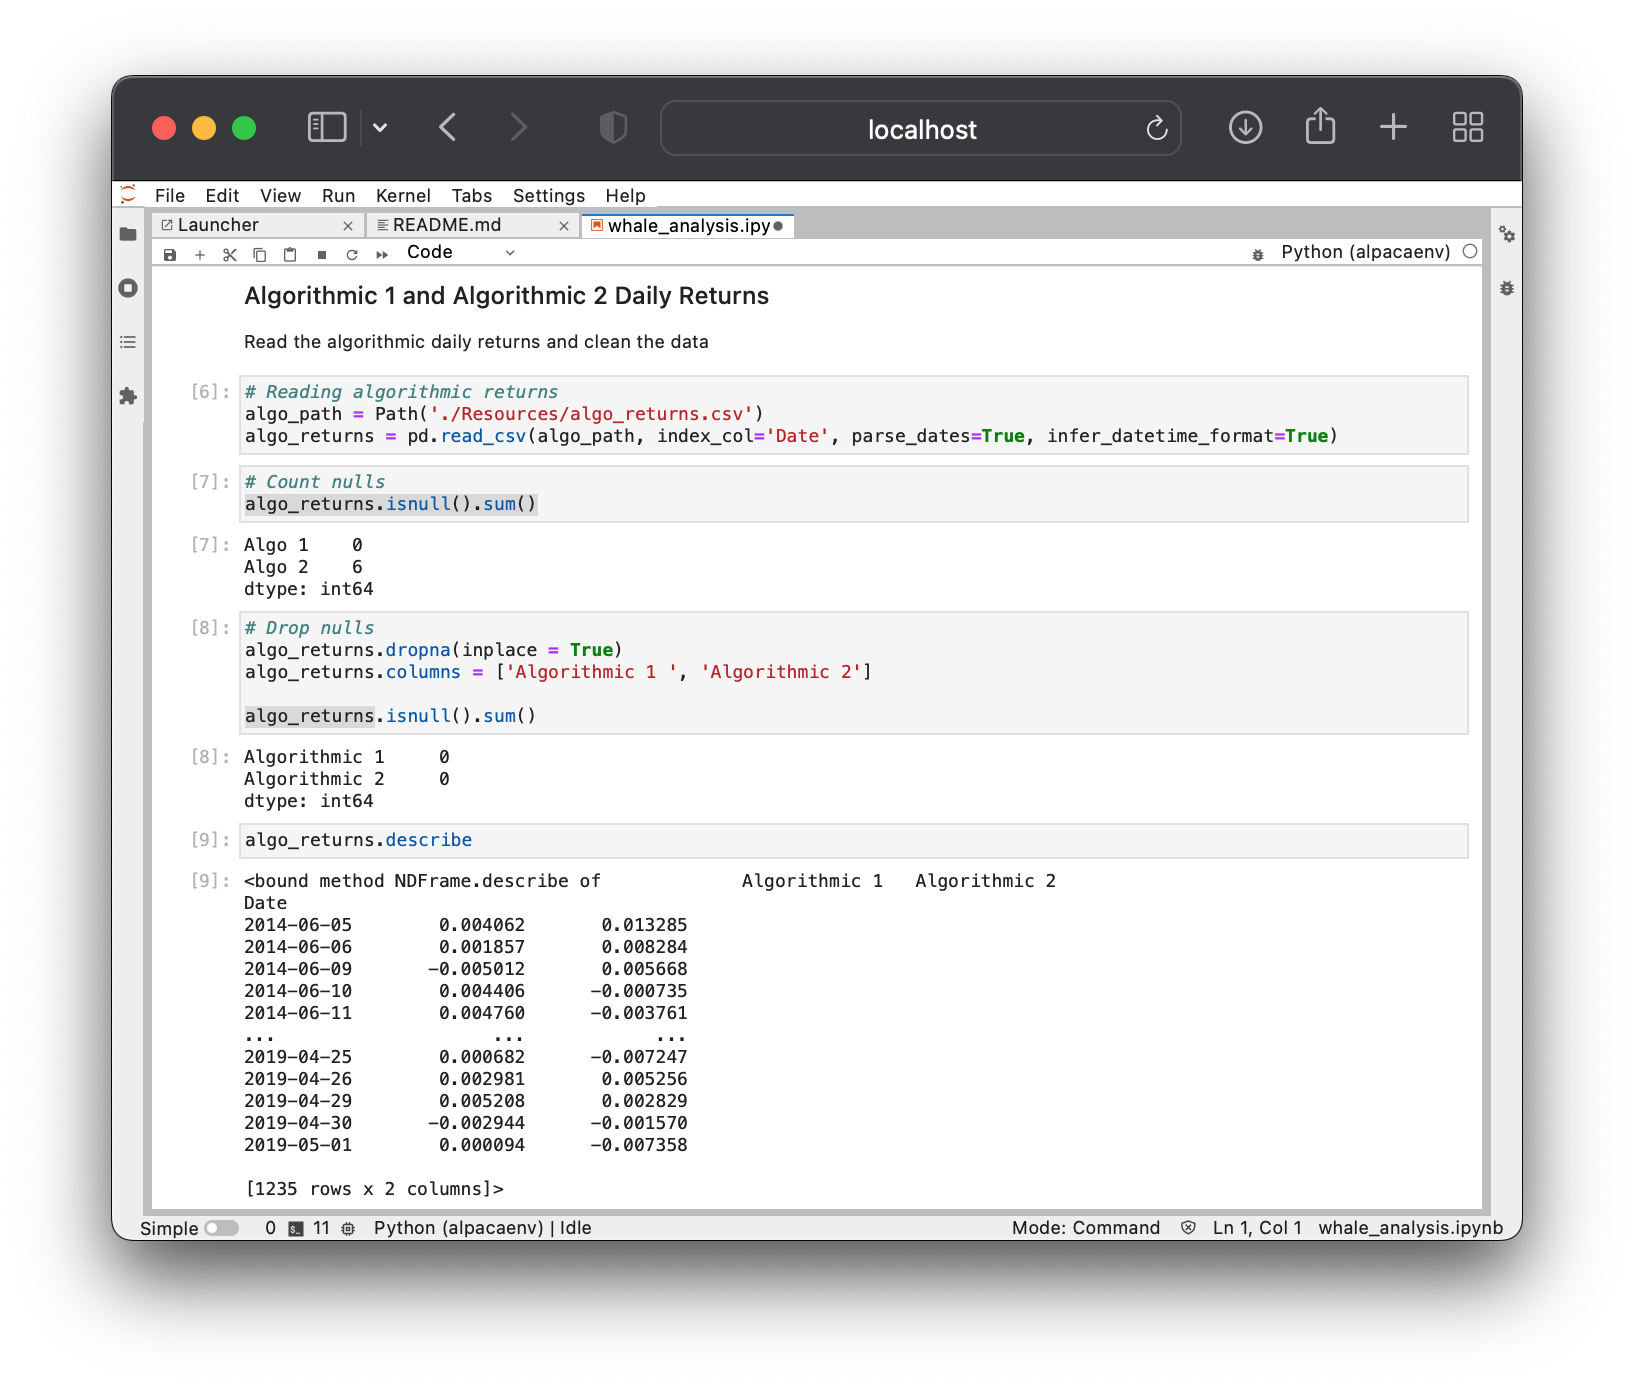 localhost
File Edit View Run Kernel Tabs Settings Help
Launcher README.md whale_analysis.ipy
Code Python (alpacaenv)
Algorithmic 1 and Algorithmic 2 Daily Returns
Read the algorithmic daily returns and clean the data
[6]: # Reading algorithmic returns
algo_path = Path('./Resources/algo_returns.csv')
algo_returns = pd.read_csv(algo_path, index_col='Date', parse_dates=True, infer_datetime_format=True)
[7]: # Count nulls
algo_returns.isnull().sum()
[7]: Algo 1    0
Algo 2    6
dtype: int64
[8]: # Drop nulls
algo_returns.dropna(inplace = True)
algo_returns.columns = ['Algorithmic 1 ', 'Algorithmic 2']
algo_returns.isnull().sum()
[8]: Algorithmic 1     0
Algorithmic 2     0
dtype: int64
[9]: algo_returns.describe
[9]: <bound method NDFrame.describe of             Algorithmic 1   Algorithmic 2
Date
2014-06-05        0.004062       0.013285
2014-06-06        0.001857       0.008284
2014-06-09       -0.005012       0.005668
2014-06-10        0.004406      -0.000735
2014-06-11        0.004760      -0.003761
...                    ...            ...
2019-04-25        0.000682      -0.007247
2019-04-26        0.002981       0.005256
2019-04-29        0.005208       0.002829
2019-04-30       -0.002944      -0.001570
2019-05-01        0.000094      -0.007358
[1235 rows x 2 columns]>
Simple 0 $_ 11 Python (alpacaenv) | Idle Mode: Command Ln 1, Col 1 whale_analysis.ipynb